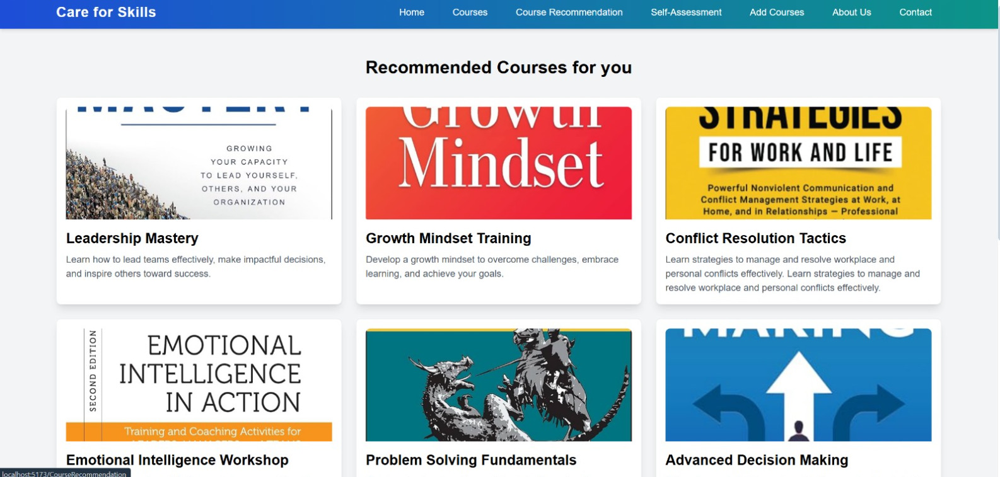 Care for Skills
Home Courses Course Recommendation Self-Assessment Add Courses About Us Contact
Recommended Courses for you
MASTERY
GROWING
YOUR CAPACITY
TO LEAD YOURSELF,
OTHERS, AND YOUR
ORGANIZATION
Leadership Mastery
Learn how to lead teams effectively, make impactful decisions,
and inspire others toward success.
Growth
Mindset
Growth Mindset Training
Develop a growth mindset to overcome challenges, embrace
learning, and achieve your goals.
STRATEGIES
FOR WORK AND LIFE
Powerful Nonviolent Communication and
Conflict Management Strategies at Work, at
Home, and in Relationships — Professional
Conflict Resolution Tactics
Learn strategies to manage and resolve workplace and
personal conflicts effectively. Learn strategies to manage and
resolve workplace and personal conflicts effectively.
SECOND EDITION
EMOTIONAL
INTELLIGENCE
IN ACTION
Training and Coaching Activities for
Emotional Intelligence Workshop
Problem Solving Fundamentals
MAKING
Advanced Decision Making
localhost:5173/CourseRecommendation